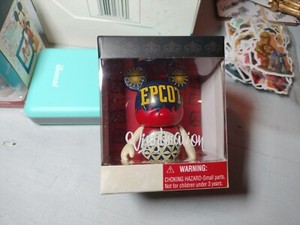 EPCOT
Vinylmation
WARNING:
CHOKING HAZARD-Small parts.
Not for children under 3 years.